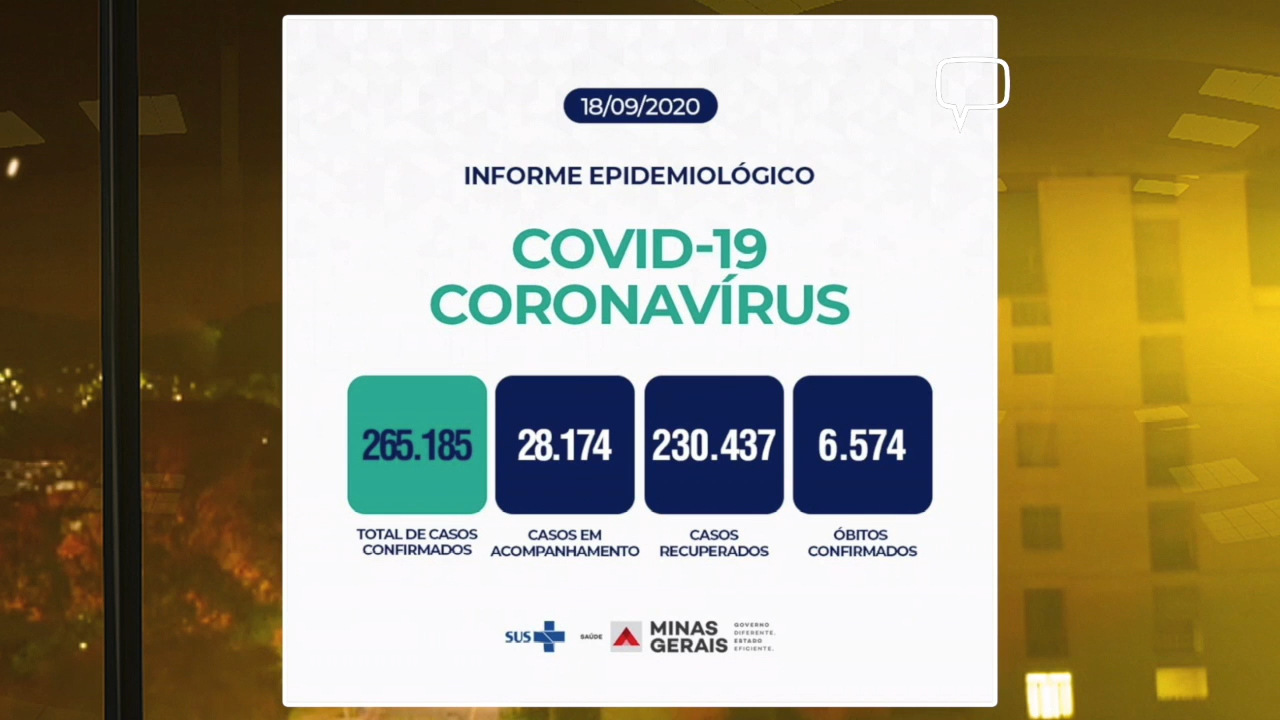 18/09/2020
INFORME EPIDEMIOLÓGICO
COVID-19
CORONAVÍRUS
265.185
28.174
230.437
6.574
TOTAL DE CASOS
CONFIRMADOS
CASOS EM
ACOMPANHAMENTO
CASOS
RECUPERADOS
ÓBITOS
CONFIRMADOS
SUS
SAÚDE
MINAS
GERAIS
GOVERNO
DIFERENTE.
ESTADO
EFICIENTE.